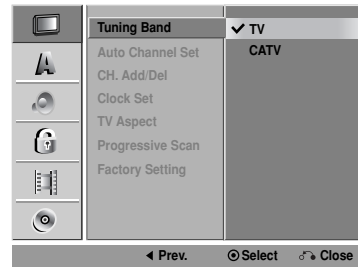 Tuning Band
✔ TV
Auto Channel Set
CATV
CH. Add/Del
Clock Set
TV Aspect
Progressive Scan
Factory Setting
◀ Prev.
Select
Close